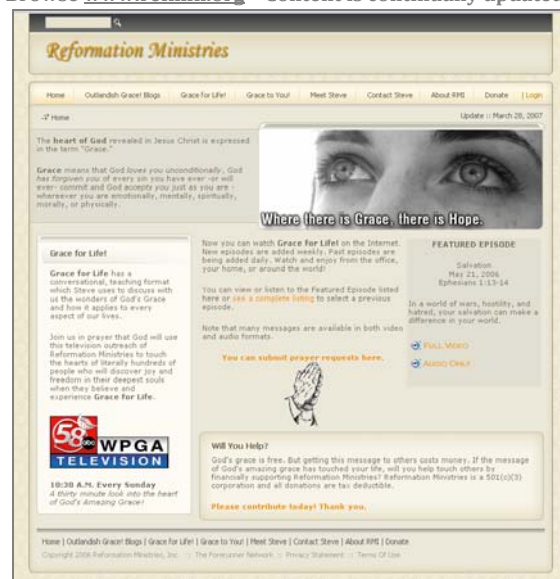 Reformation Ministries
Home Outlandish Grace! Blogs Grace for Life! Grace to You! Meet Steve Contact Steve About RMI Donate | Login
Home
Update :: March 28, 2007
The heart of God revealed in Jesus Christ is expressed
in the term "Grace."
Grace means that God loves you unconditionally, God
has forgiven you of every sin you have ever -or will
ever- commit and God accepts you just as you are -
whereever you are emotionally, mentally, spiritually,
morally, or physically.
Where there is Grace, there is Hope.
Grace for Life!
Grace for Life has a
conversational, teaching format
which Steve uses to discuss with
us the wonders of God's Grace
and how it applies to every
aspect of our lives.
Join us in prayer that God will use
this television outreach of
Reformation Ministries to touch
the hearts of literally hundreds of
people who will discover joy and
freedom in their deepest souls
when they believe and
experience Grace for Life.
58 abc WPGA
TELEVISION
10:30 A.M. Every Sunday
A thirty minute look into the heart
of God's Amazing Grace!
Now you can watch Grace for Life! on the Internet.
New episodes are added weekly. Past episodes are
being added daily. Watch and enjoy from the office,
your home, or around the world!
You can view or listen to the Featured Episode listed
here or see a complete listing to select a previous
episode.
Note that many messages are available in both video
and audio formats.
You can submit prayer requests here.
FEATURED EPISODE
Salvation
May 21, 2006
Ephesians 1:13-14
In a world of wars, hostility, and
hatred, your salvation can make a
difference in your world.
FULL VIDEO
AUDIO ONLY
Will You Help?
God's grace is free. But getting this message to others costs money. If the message
of God's amazing grace has touched your life, will you help touch others by
financially supporting Reformation Ministries? Reformation Ministries is a 501(c)(3)
corporation and all donations are tax deductible.
Please contribute today! Thank you.
Home | Outlandish Grace! Blogs | Grace for Life! | Grace to You! | Meet Steve | Contact Steve | About RMI | Donate
Copyright 2006 Reformation Ministries, Inc. :: The Forerunner Network :: Privacy Statement :: Terms Of Use